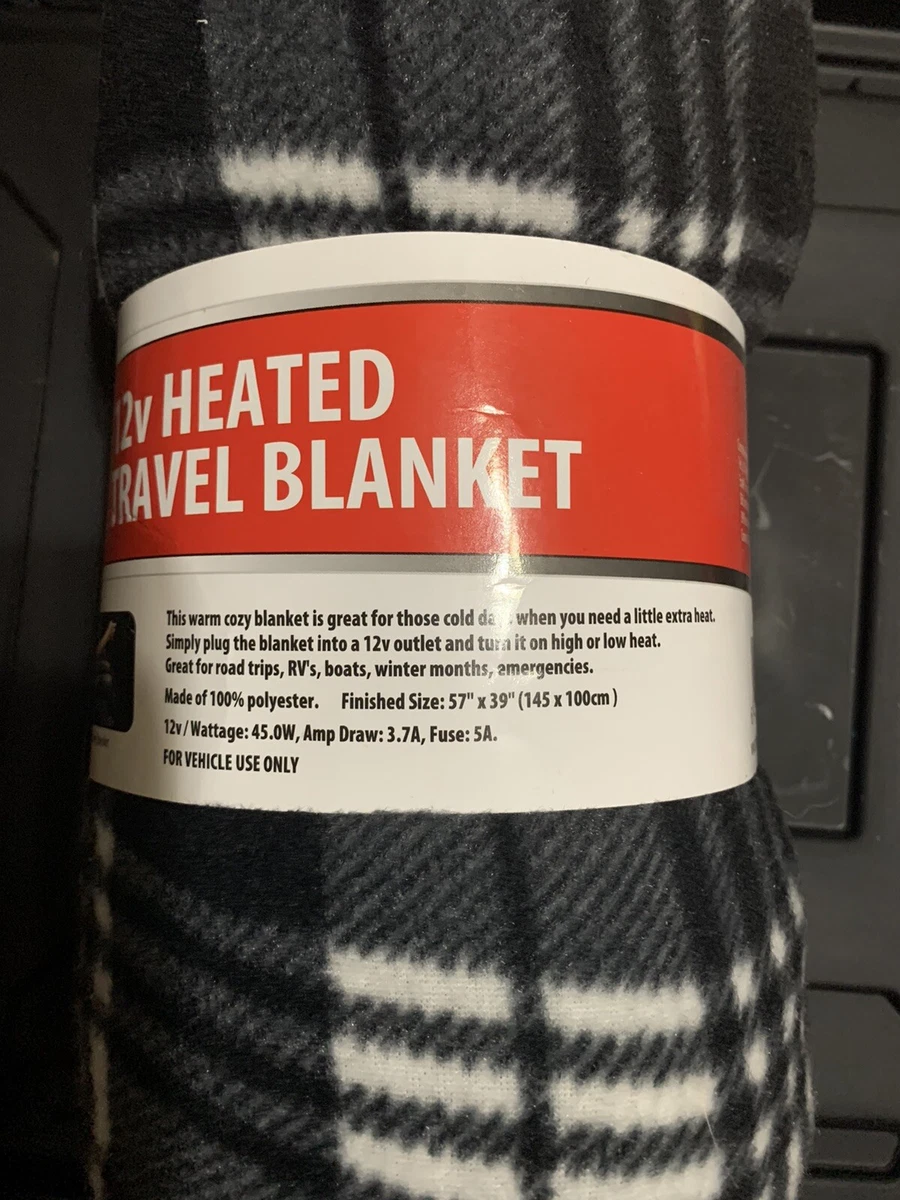 12v HEATED
TRAVEL BLANKET
This warm cozy blanket is great for those cold when you need a little extra heat.
Simply plug the blanket into a 12v outlet and turn it on high or low heat.
Great for road trips, RV's, boats, winter months, emergencies.
Made of 100% polyester. Finished Size: 57" x 39" (145 x 100cm )
12v / Wattage: 45.0W, Amp Draw: 3.7A, Fuse: 5A.
FOR VEHICLE USE ONLY